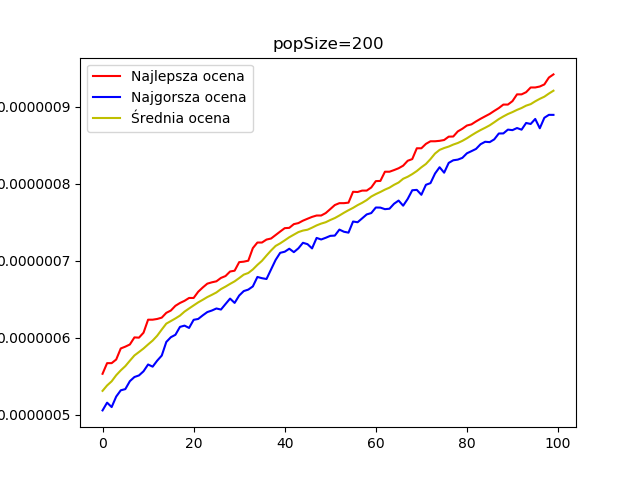 popSize=200
Najlepsza ocena
Najgorsza ocena
Średnia ocena
0.0000009
0.0000008
0.0000007
0.0000006
0.0000005
0 20 40 60 80 100